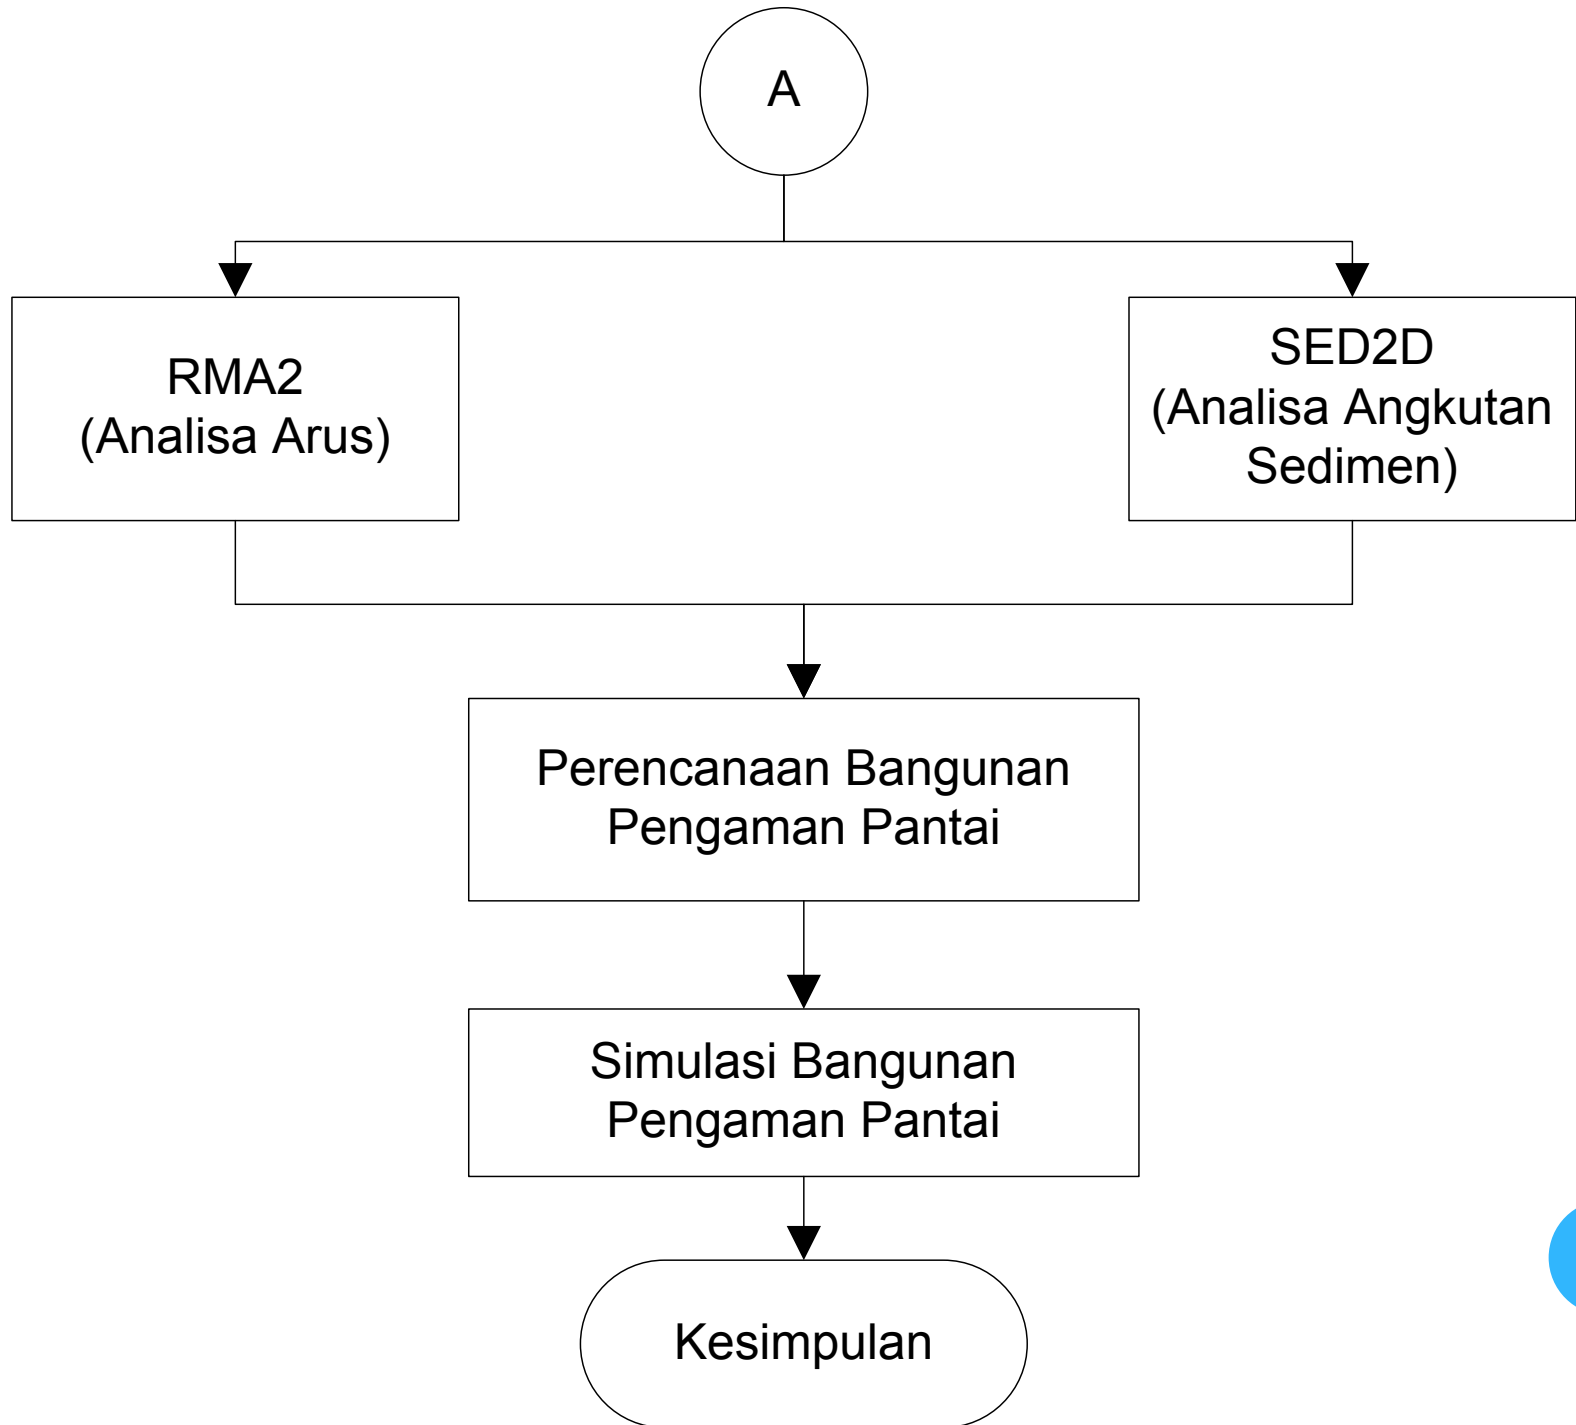 A
RMA2
(Analisa Arus)
SED2D
(Analisa Angkutan
Sedimen)
Perencanaan Bangunan
Pengaman Pantai
Simulasi Bangunan
Pengaman Pantai
Kesimpulan